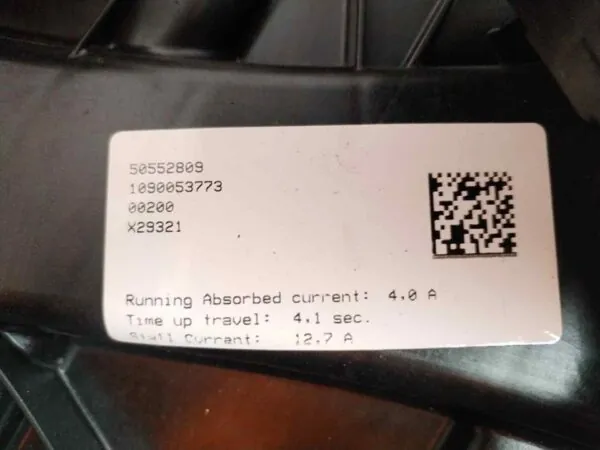 50552809
1090053773
00200
X29321
Running Absorbed current: 4.0 A
Time up travel: 4.1 sec.
Stall Current: 12.7 A